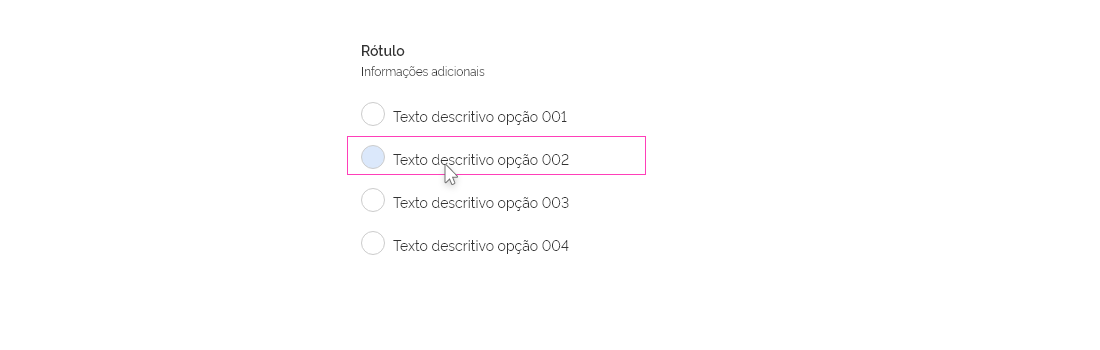 Rótulo
Informações adicionais
Texto descritivo opção 001
Texto descritivo opção 002
Texto descritivo opção 003
Texto descritivo opção 004